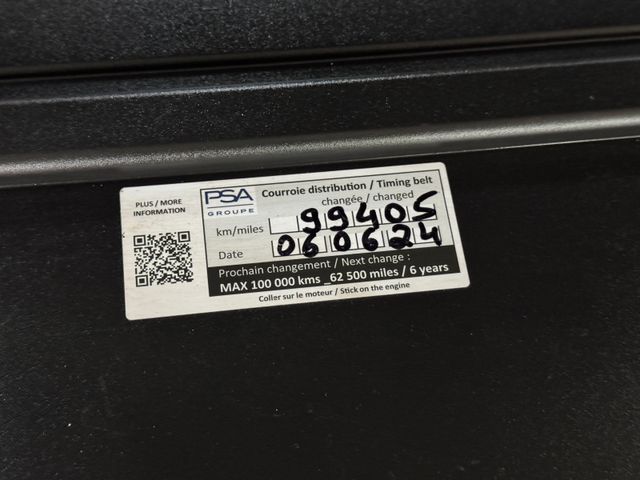 PLUS / MORE
INFORMATION
PSA
GROUPE
Courroie distribution / Timing belt
changée / changed
km/miles 99405
Date 060624
Prochain changement / Next change :
MAX 100 000 kms _62 500 miles / 6 years
Coller sur le moteur / Stick on the engine